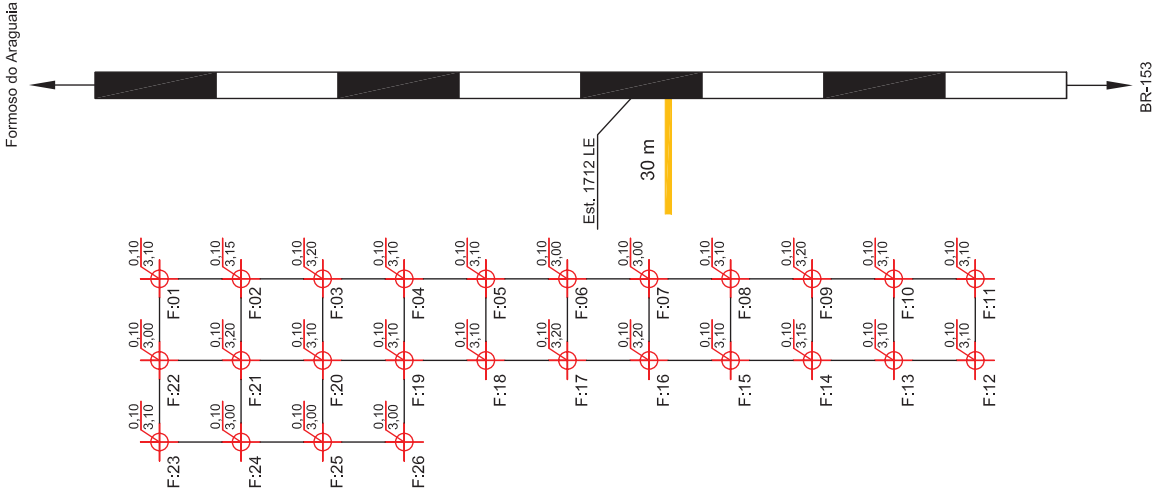 Formoso do Araguaia
BR-153
Est. 1712 LE
30 m
0,10
3,10
F:01
0,10
3,15
F:02
0,10
3,20
F:03
0,10
3,10
F:04
0,10
3,10
F:05
0,10
3,00
F:06
0,10
3,00
F:07
0,10
3,10
F:08
0,10
3,20
F:09
0,10
3,10
F:10
0,10
3,10
F:11
0,10
3,00
F:22
0,10
3,20
F:21
0,10
3,10
F:20
0,10
3,10
F:19
0,10
3,10
F:18
0,10
3,20
F:17
0,10
3,20
F:16
0,10
3,10
F:15
0,10
3,15
F:14
0,10
3,10
F:13
0,10
3,10
F:12
0,10
3,10
F:23
0,10
3,00
F:24
0,10
3,00
F:25
0,10
3,00
F:26